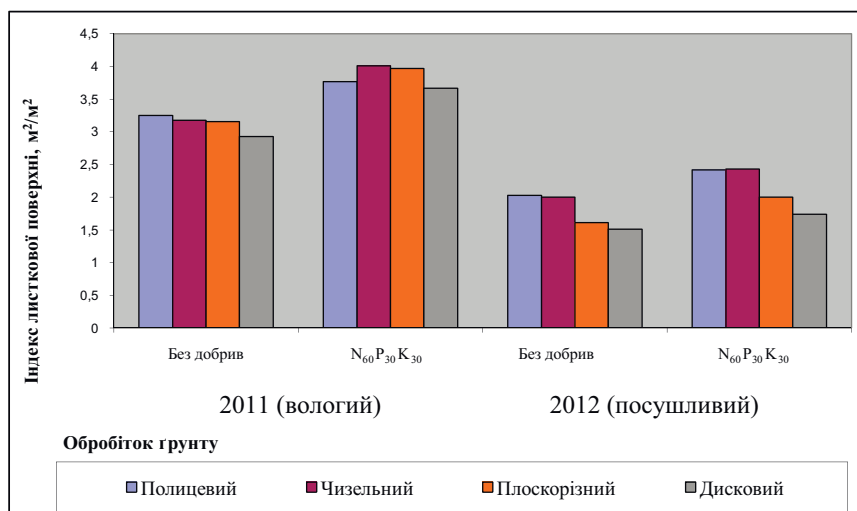 Індекс листкової поверхні, м²/м²
4,5
4
3,5
3
2,5
2
1,5
1
0,5
0
Без добрив N₆₀P₃₀K₃₀ Без добрив N₆₀P₃₀K₃₀
2011 (вологий) 2012 (посушливий)
Обробіток ґрунту
Полицевий Чизельний Плоскорізний Дисковий